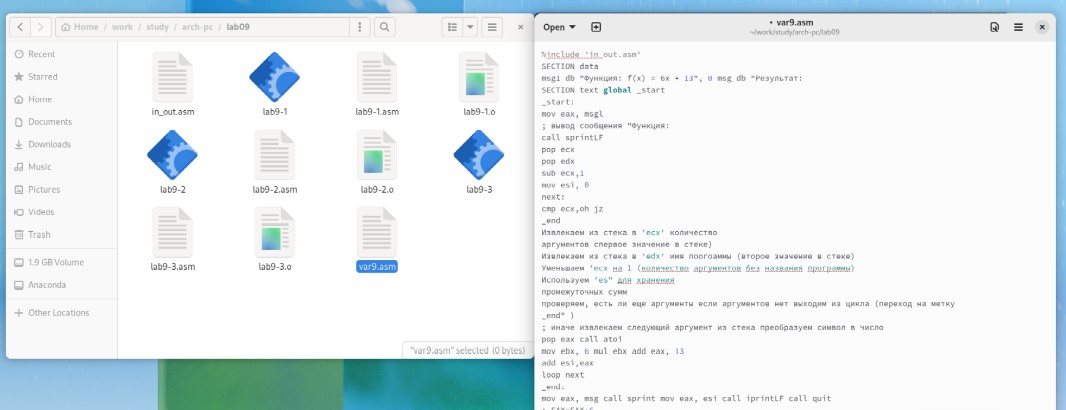 Home / work / study / arch-pc / lab09
Recent
Starred
Home
Documents
Downloads
Music
Pictures
Videos
Trash
1.9 GB Volume
Anaconda
Other Locations
in_out.asm
lab9-1
lab9-1.asm
lab9-1.o
lab9-2
lab9-2.asm
lab9-2.o
lab9-3
lab9-3.asm
lab9-3.o
var9.asm
"var9.asm" selected (0 bytes)
Open
• var9.asm
~/work/study/arch-pc/lab09
%include 'in_out.asm'
SECTION data
msg1 db "Функция: f(x) = 6x + 13", 0 msg db "Результат:
SECTION text global _start
_start:
mov eax, msgl
; вывод сообщения "Функция:
call sprintLF
pop ecx
pop edx
sub ecx,1
mov esi, 0
next:
cmp ecx,oh jz
_end
Извлекаем из стека в 'ecx' количество
аргументов спервое значение в стеке)
Извлекаем из стека в 'edx' имя поограммы (второе значение в стеке)
Уменьшаем 'ecx на 1 (количество аргументов без названия программы)
Используем 'es" для хранения
промежуточных сумм
проверяем, есть ли еще аргументы если аргументов нет выходим из цикла (переход на метку
_end" )
; иначе извлекаем следующий аргумент из стека преобразуем символ в число
pop eax call atoi
mov ebx, 6 mul ebx add eax, 13
add esi,eax
loop next
_end:
mov eax, msg call sprint mov eax, esi call iprintLF call quit